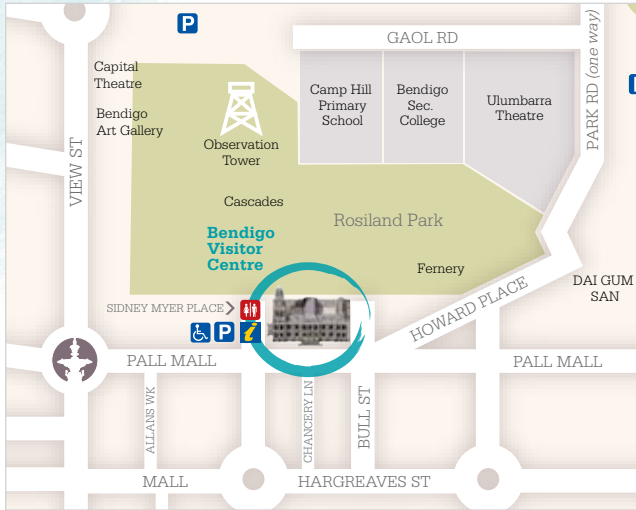 P
GAOL RD
PARK RD (one way)
Capital
Theatre
Bendigo
Art Gallery
VIEW ST
Observation
Tower
Camp Hill
Primary
School
Bendigo
Sec.
College
Ulumbarra
Theatre
Cascades
Rosiland Park
Bendigo
Visitor
Centre
Fernery
DAI GUM
SAN
SIDNEY MYER PLACE
P
i
HOWARD PLACE
PALL MALL
PALL MALL
ALLANS WK
CHANCERY LN
BULL ST
MALL
HARGREAVES ST